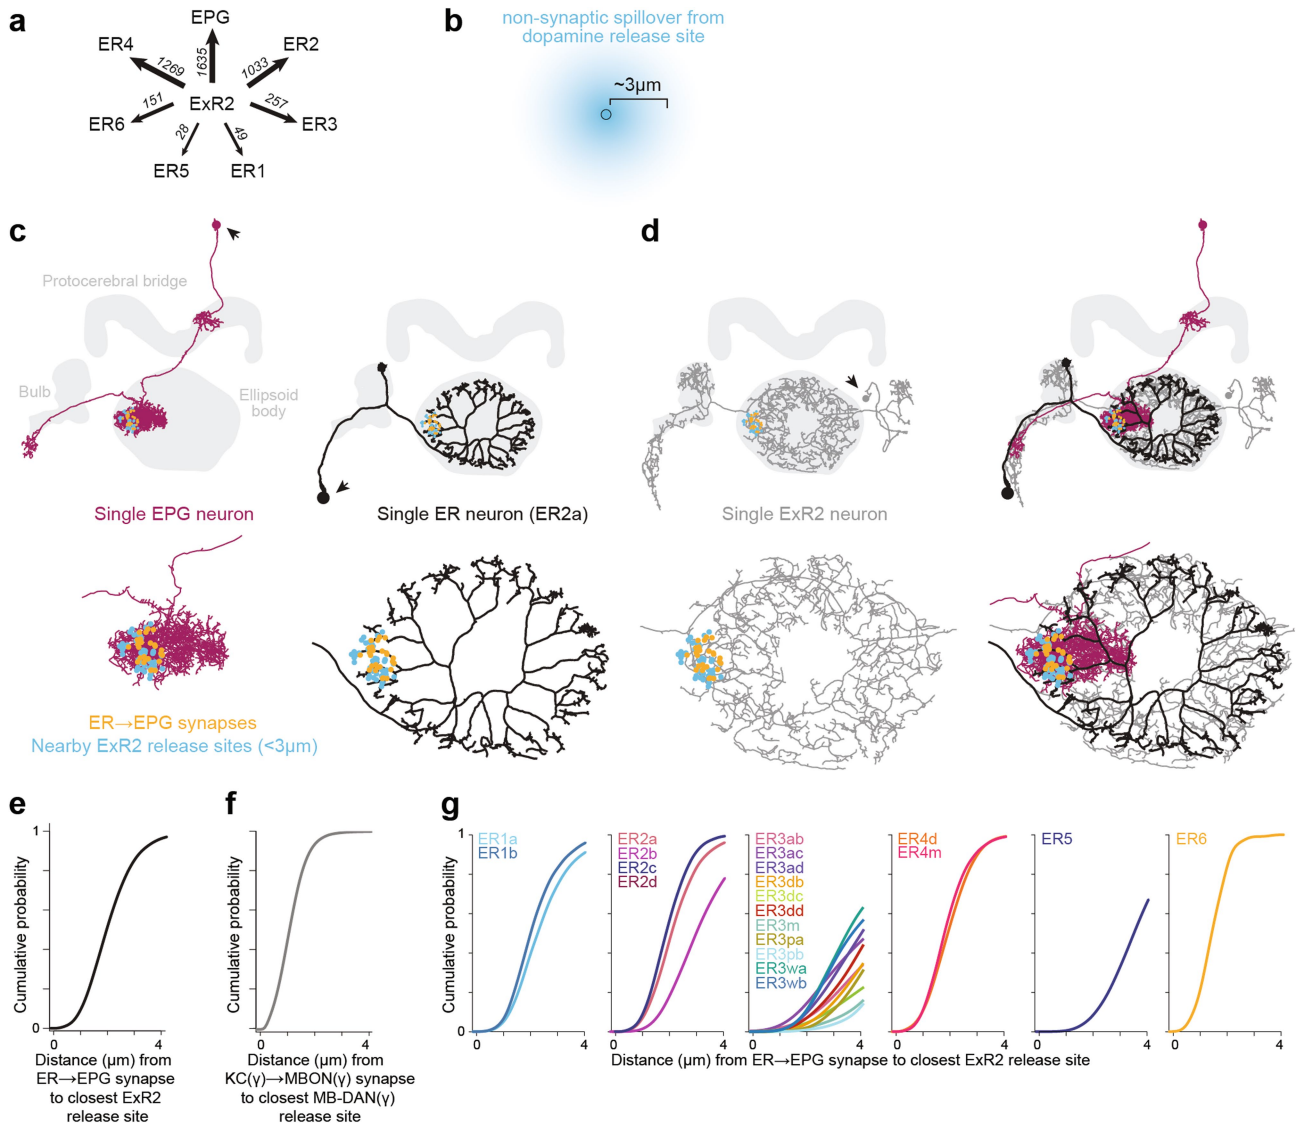 a
EPG
ER4
ER2
1269
1635
1033
151
ExR2
257
ER6
ER3
28
49
ER5
ER1
b
non-synaptic spillover from
dopamine release site
~3μm
c
Protocerebral bridge
Bulb
Ellipsoid
body
Single EPG neuron
Single ER neuron (ER2a)
ER→EPG synapses
Nearby ExR2 release sites (<3μm)
d
Single ExR2 neuron
e
Cumulative probability
1
0
0
4
Distance (μm) from
ER→EPG synapse
to closest ExR2
release site
f
Cumulative probability
0
4
Distance (μm) from
KC(γ)→MBON(γ) synapse
to closest MB-DAN(γ)
release site
g
Cumulative probability
1
0
ER1a
ER1b
0
4
ER2a
ER2b
ER2c
ER2d
0
4
ER3ab
ER3ac
ER3ad
ER3db
ER3dc
ER3dd
ER3m
ER3pa
ER3pb
ER3wa
ER3wb
0
4
ER4d
ER4m
0
4
ER5
0
4
ER6
0
4
Distance (μm) from ER→EPG synapse to closest ExR2 release site